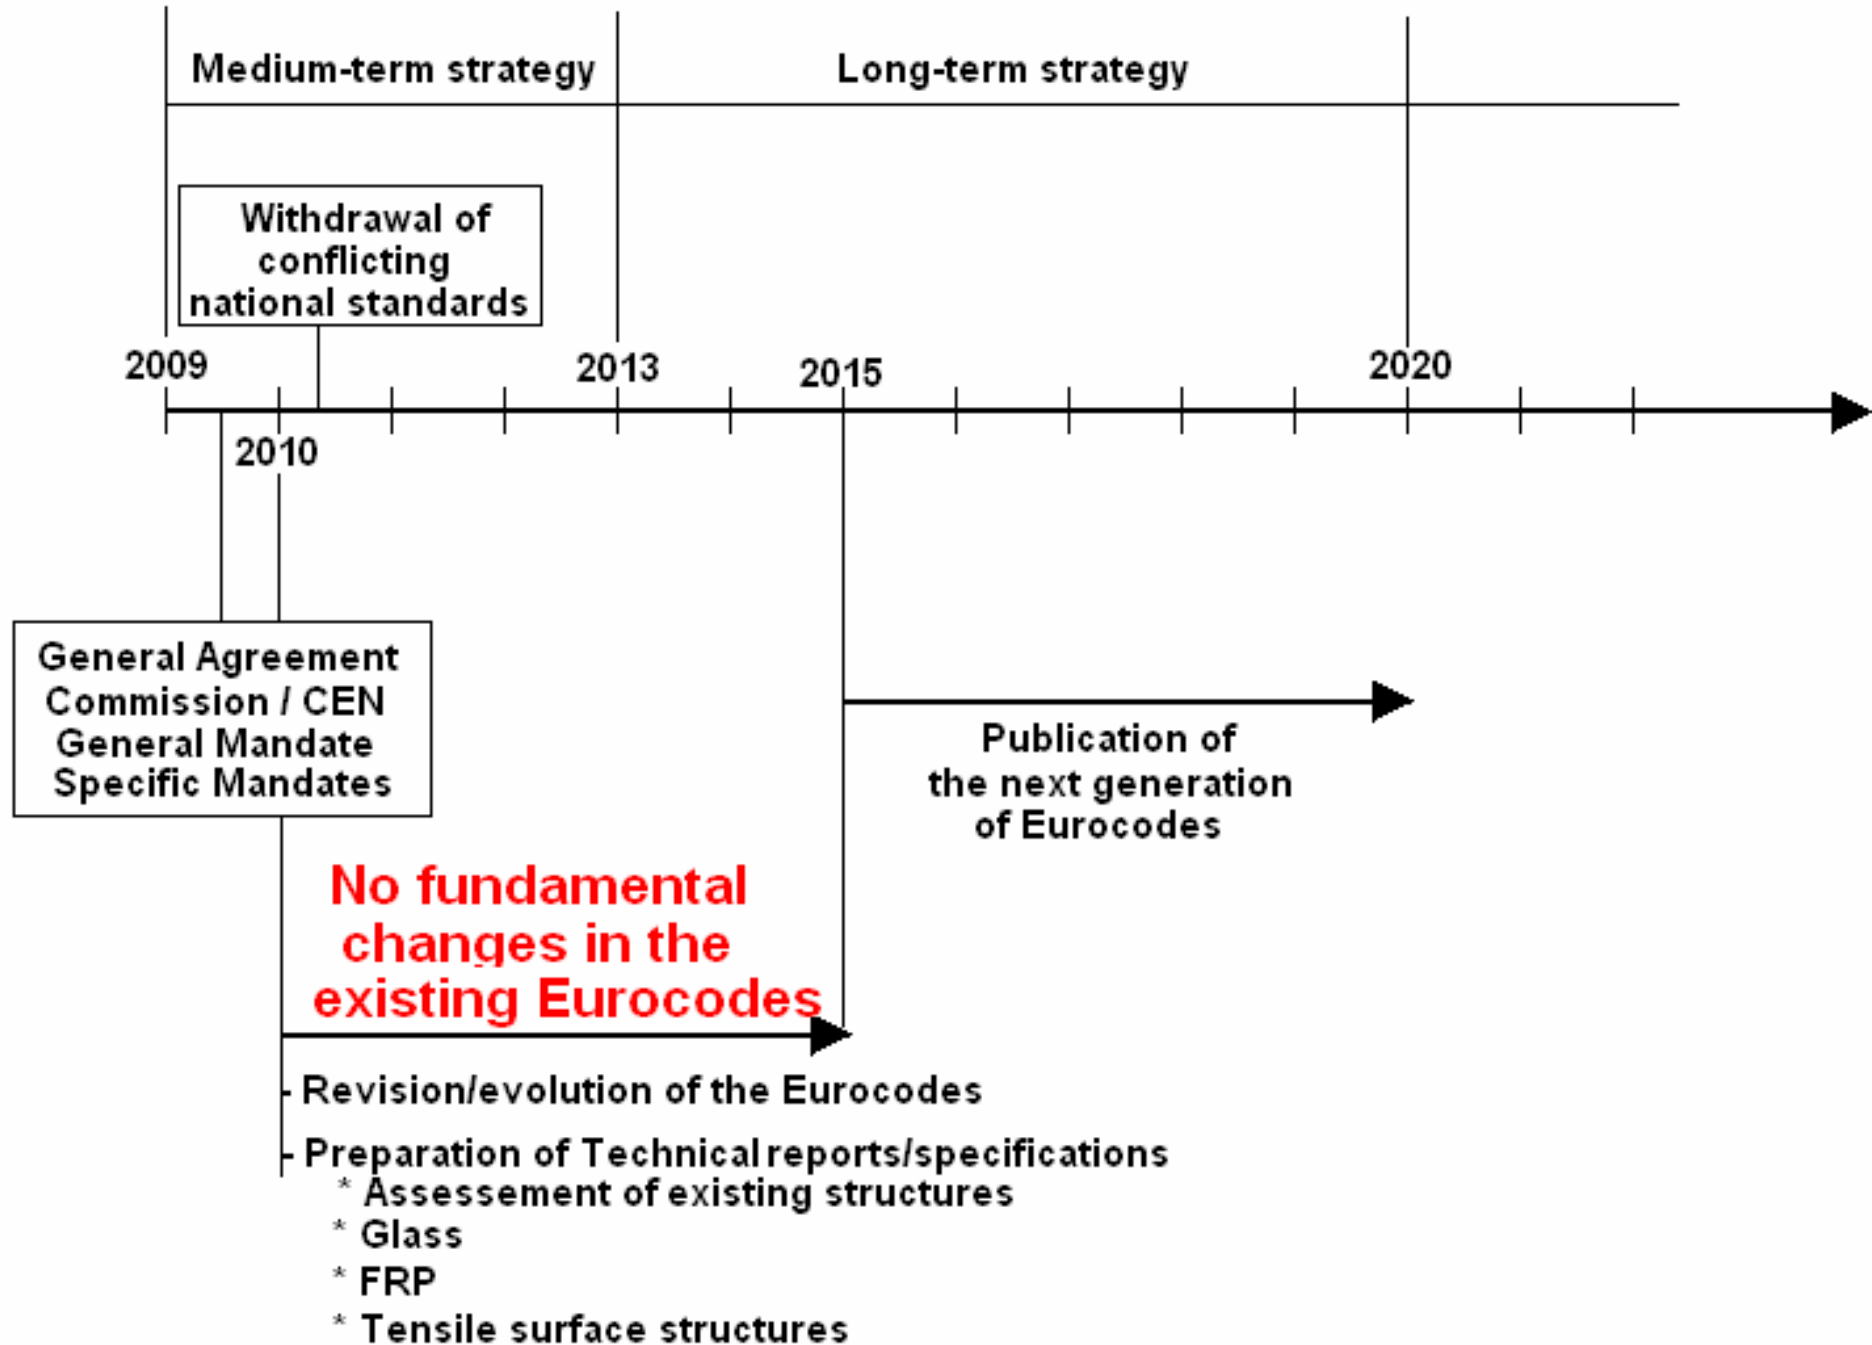 Medium-term strategy
Long-term strategy
Withdrawal of
conflicting
national standards
2009
2013
2015
2020
2010
General Agreement
Commission / CEN
General Mandate
Specific Mandates
Publication of
the next generation
of Eurocodes
No fundamental
changes in the
existing Eurocodes
- Revision/evolution of the Eurocodes
- Preparation of Technical reports/specifications
* Assessement of existing structures
* Glass
* FRP
* Tensile surface structures